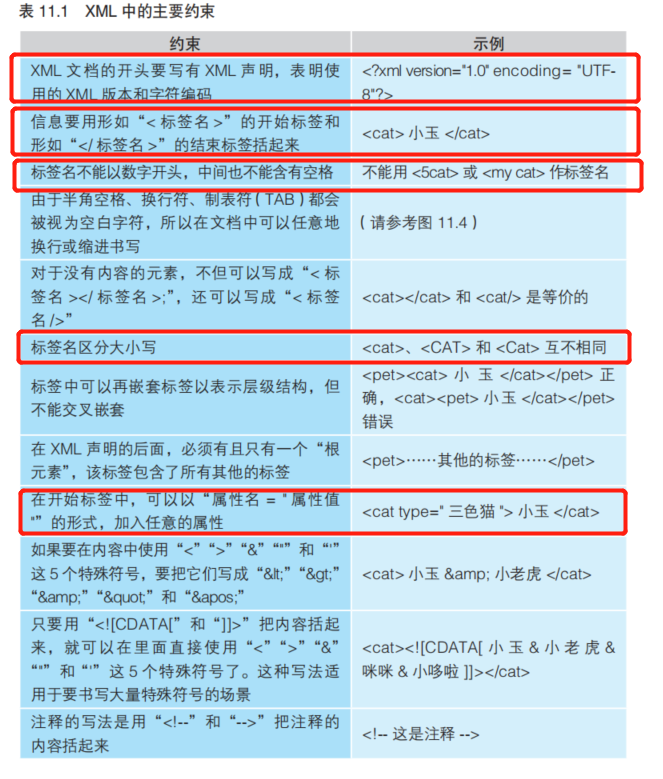 表 11.1 XML 中的主要约束
约束
示例
XML 文档的开头要写有 XML 声明，表明使
用的 XML 版本和字符编码
<?xml version="1.0" encoding= "UTF-
8"?>
信息要用形如“< 标签名 >”的开始标签和
形如“</ 标签名 >”的结束标签括起来
<cat> 小玉 </cat>
标签名不能以数字开头，中间也不能含有空格
不能用 <5cat> 或 <my cat> 作标签名
由于半角空格、换行符、制表符（TAB）都会
被视为空白字符，所以在文档中可以任意地
换行或缩进书写
（请参考图 11.4）
对于没有内容的元素，不但可以写成“< 标
签名 ></ 标签名 >;”，还可以写成“< 标签
名 />”
<cat></cat> 和 <cat/> 是等价的
标签名区分大小写
<cat>、<CAT> 和 <Cat> 互不相同
标签中可以再嵌套标签以表示层级结构，但
不能交叉嵌套
<pet><cat> 小 玉 </cat></pet> 正
确，<cat><pet> 小玉 </cat></pet>
错误
在 XML 声明的后面，必须有且只有一个“根
元素”，该标签包含了所有其他的标签
<pet>……其他的标签……</pet>
在开始标签中，可以以“属性名 = " 属性值
"”的形式，加入任意的属性
<cat type=" 三色猫 "> 小玉 </cat>
如果要在内容中使用“<”“>”“&”“"”和“'”
这 5 个特殊符号，要把它们写成“&lt;”“&gt;”
“&amp;”“&quot;”和“&apos;”
<cat> 小玉 &amp; 小老虎 </cat>
只要用“<![CDATA[”和“]]>”把内容括起
来，就可以在里面直接使用“<”“>”“&”
“"”和“'”这 5 个特殊符号了。这种写法适
用于要书写大量特殊符号的场景
<cat><![CDATA[ 小 玉 & 小 老 虎 &
咪咪 & 小哆啦 ]]></cat>
注释的写法是用“<!--”和“-->”把注释的
内容括起来
<!-- 这是注释 -->